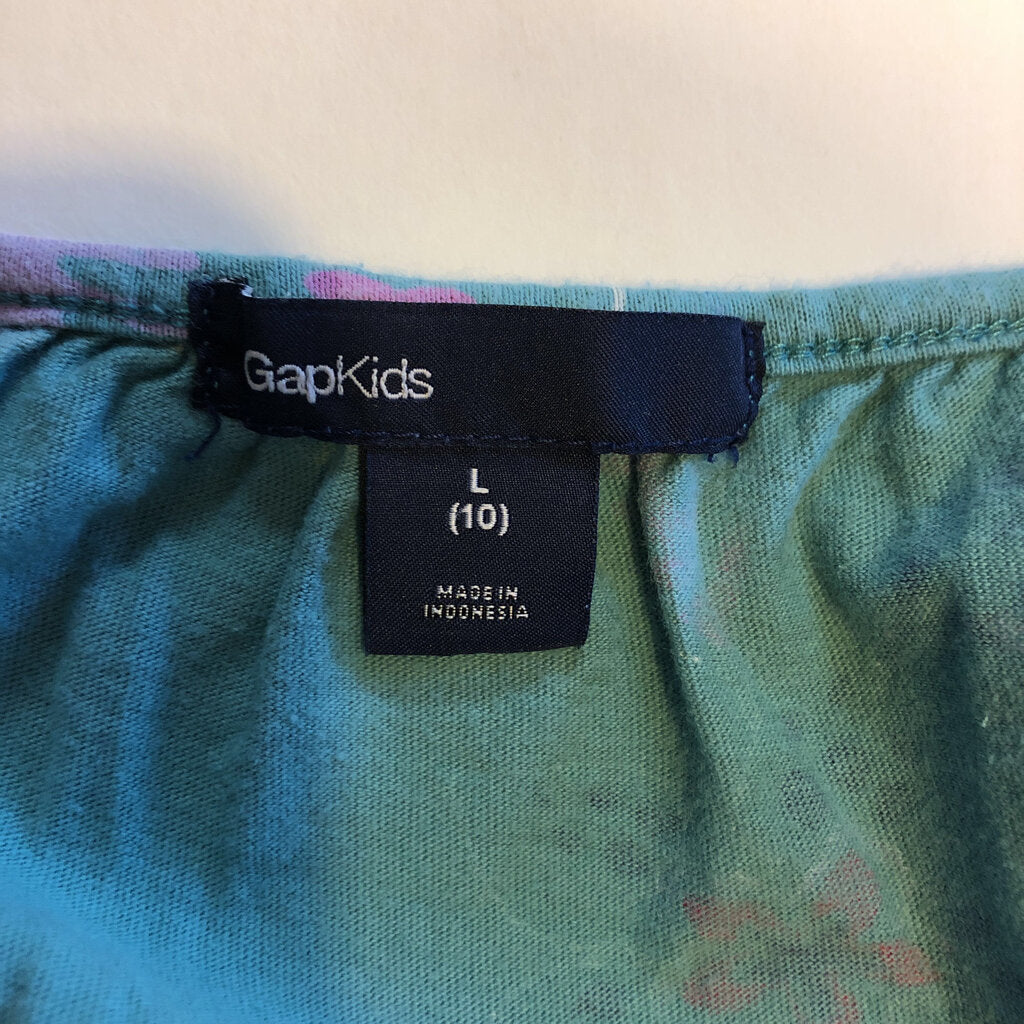 GapKids
L
(10)
MADE IN
INDONESIA